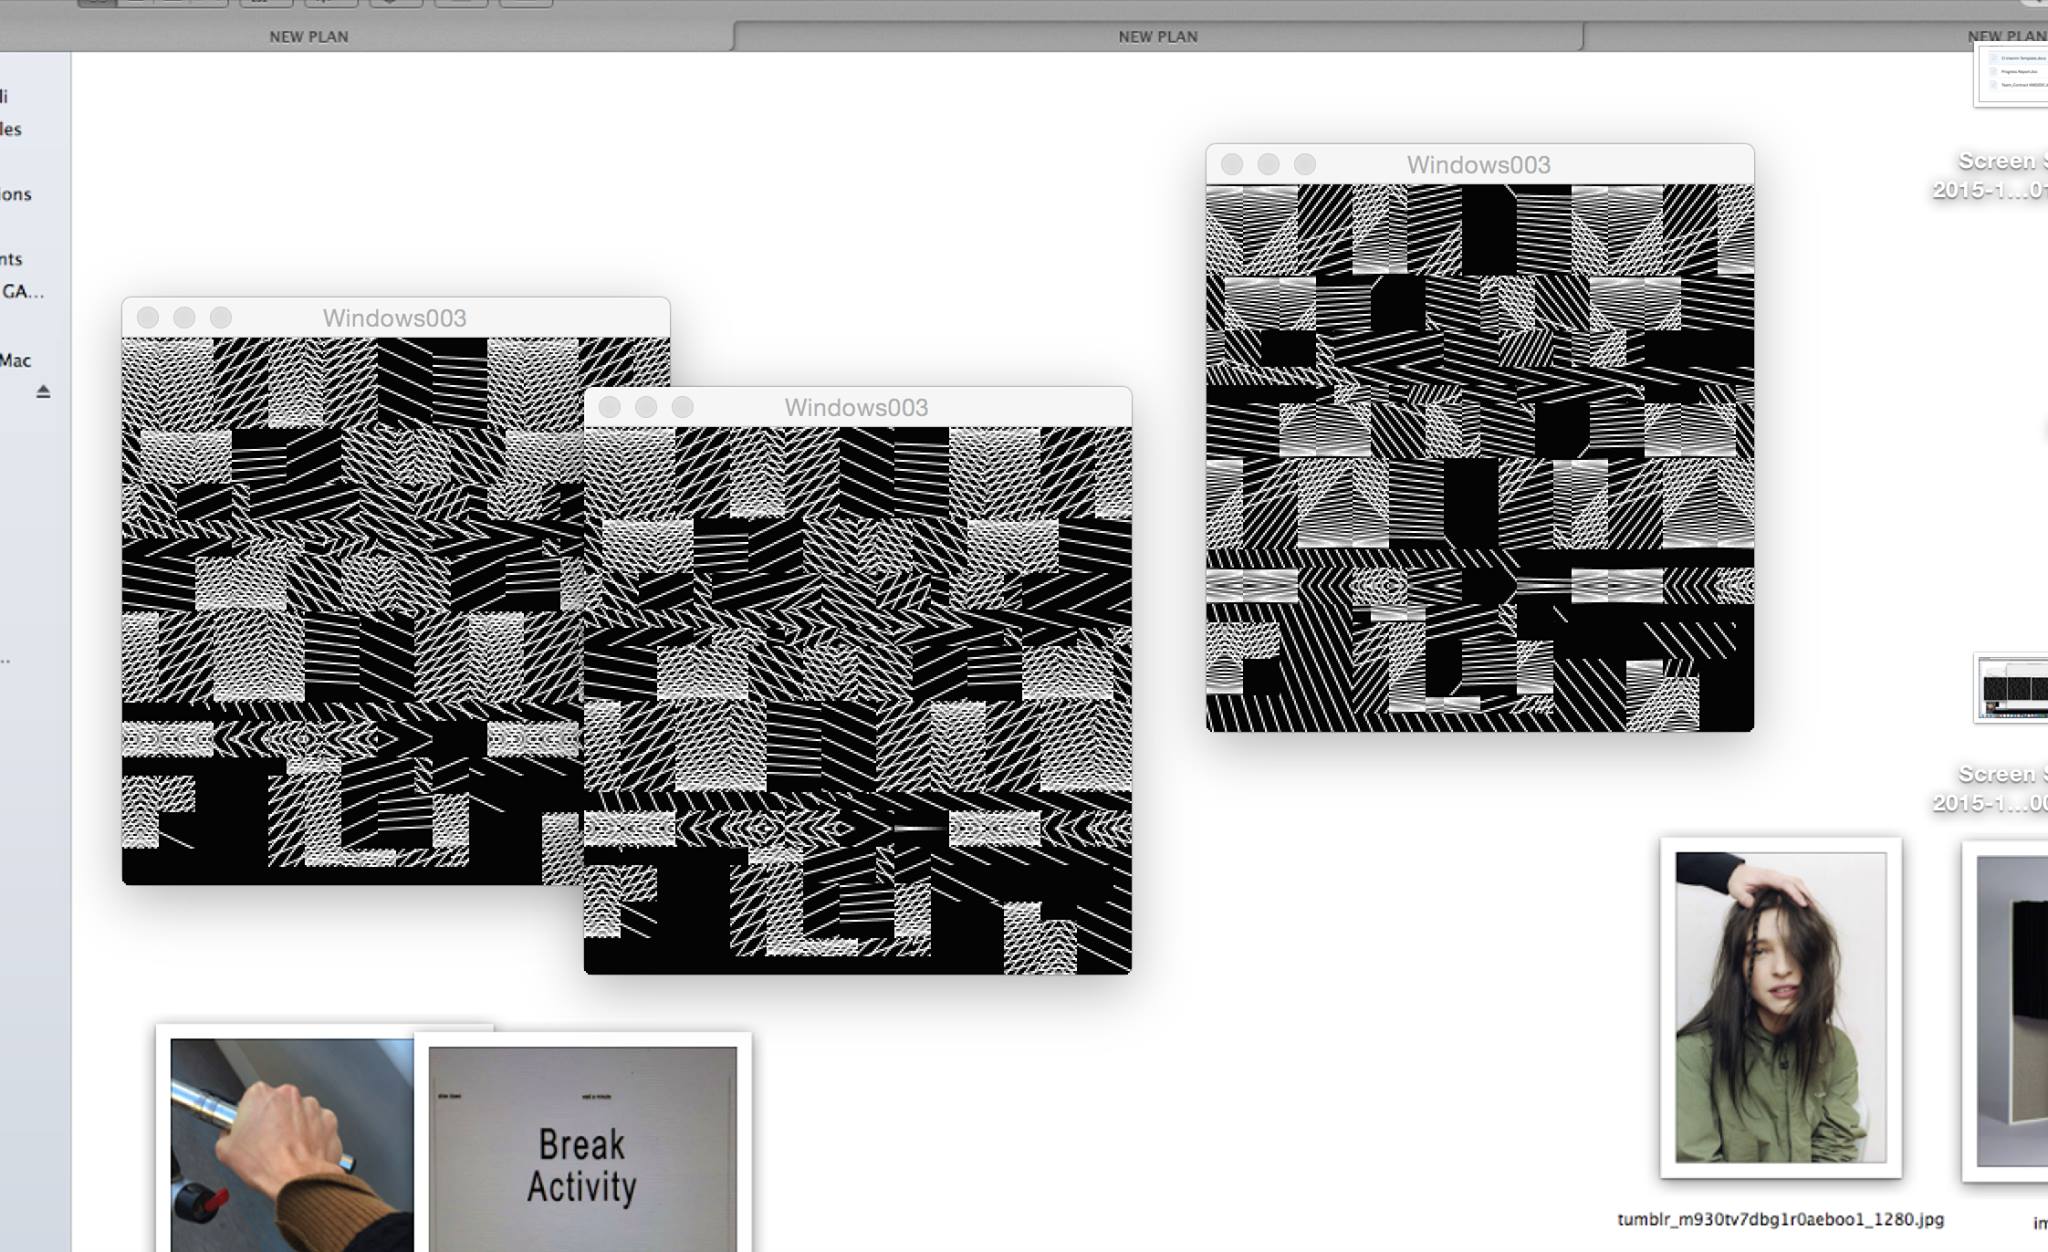 NEW PLAN
NEW PLAN
NEW PLAN
li
les
ions
nts
GA...
Mac
Windows003
Windows003
Windows003
Screen S
2015-1...0
Screen S
2015-1...00
Break
Activity
tumblr_m930tv7dbg1r0aeboo1_1280.jpg
im